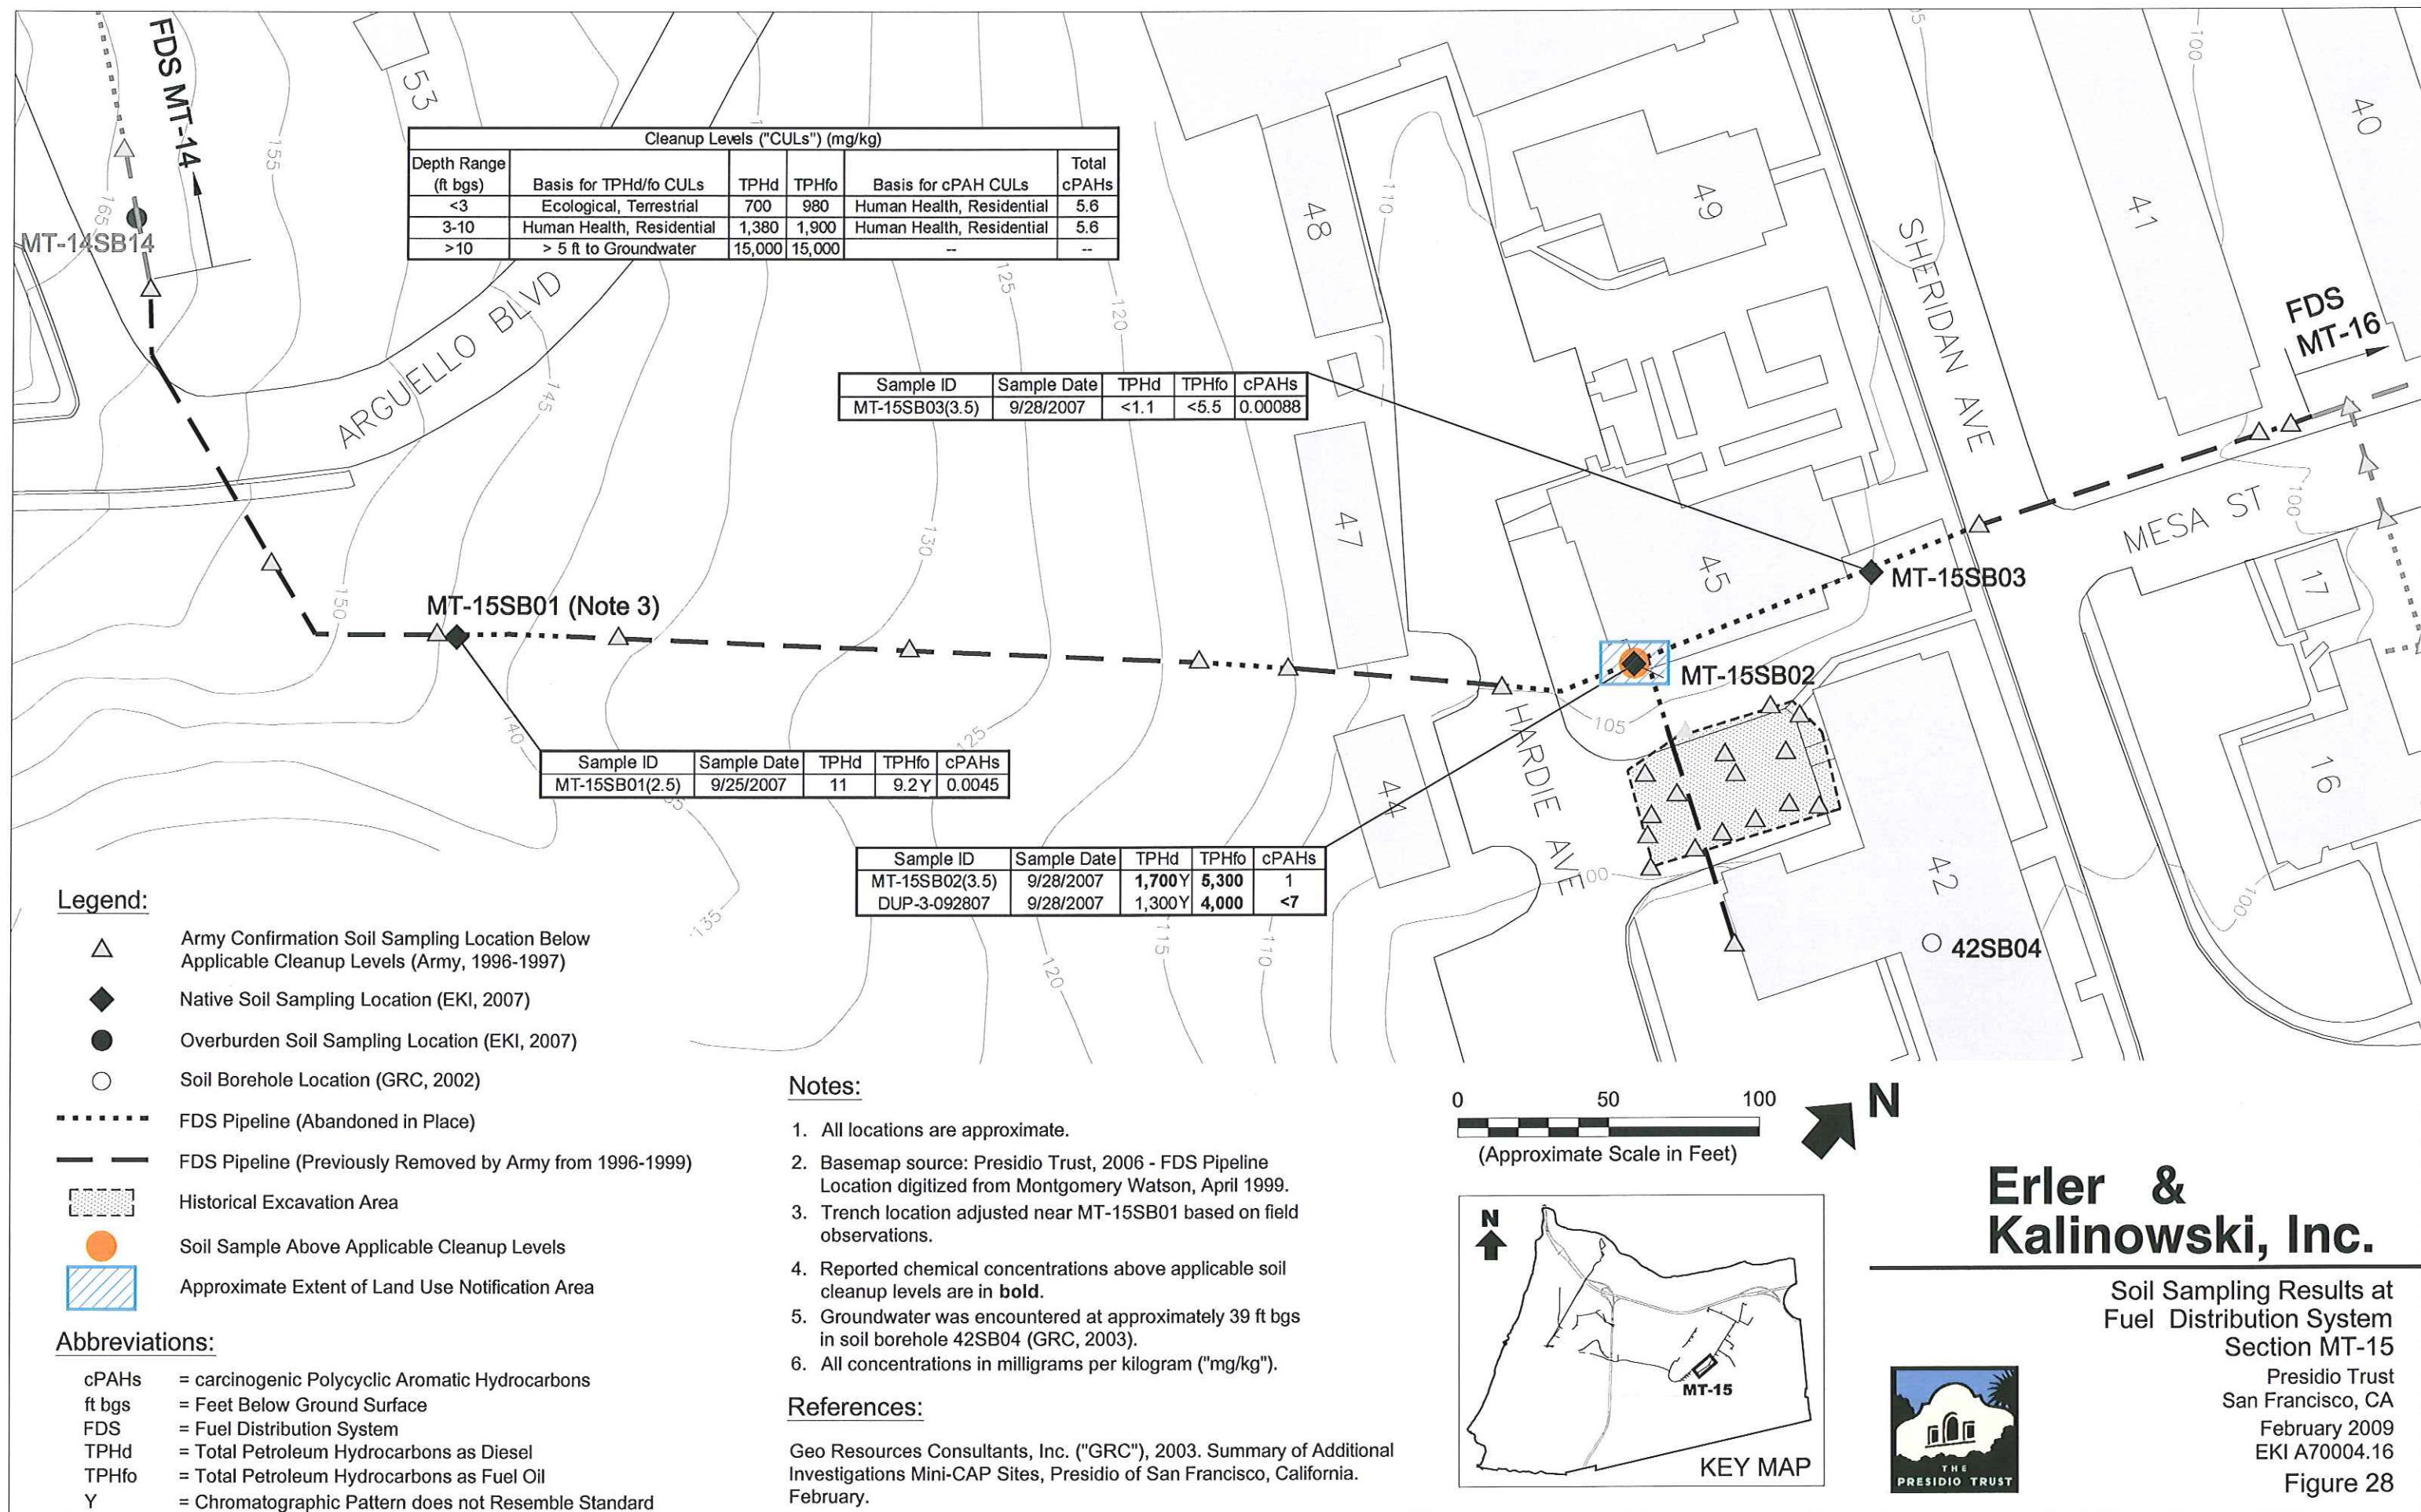 FDS MT-14
53
155
165
MT-14SB14
ARGUELLO BLVD
Cleanup Levels ("CULs") (mg/kg)
Depth Range (ft bgs) Basis for TPHd/fo CULs TPHd TPHfo Basis for cPAH CULs Total cPAHs
<3 Ecological, Terrestrial 700 980 Human Health, Residential 5.6
3-10 Human Health, Residential 1,380 1,900 Human Health, Residential 5.6
>10 > 5 ft to Groundwater 15,000 15,000 -- --
125
120
110
48
49
SHERIDAN AVE
41
100
40
FDS
MT-16
145
Sample ID Sample Date TPHd TPHfo cPAHs
MT-15SB03(3.5) 9/28/2007 <1.1 <5.5 0.00088
130
47
45
MESA ST
100
17
150
MT-15SB01 (Note 3)
MT-15SB03
MT-15SB02
105
HARDIE AVE
140
125
Sample ID Sample Date TPHd TPHfo cPAHs
MT-15SB01(2.5) 9/25/2007 11 9.2Y 0.0045
44
16
Sample ID Sample Date TPHd TPHfo cPAHs
MT-15SB02(3.5) 9/28/2007 1,700Y 5,300 1
DUP-3-092807 9/28/2007 1,300Y 4,000 <7
135
120
115
110
100
42
42SB04
100
Legend:
Army Confirmation Soil Sampling Location Below
Applicable Cleanup Levels (Army, 1996-1997)
Native Soil Sampling Location (EKI, 2007)
Overburden Soil Sampling Location (EKI, 2007)
Soil Borehole Location (GRC, 2002)
FDS Pipeline (Abandoned in Place)
FDS Pipeline (Previously Removed by Army from 1996-1999)
Historical Excavation Area
Soil Sample Above Applicable Cleanup Levels
Approximate Extent of Land Use Notification Area
Abbreviations:
cPAHs = carcinogenic Polycyclic Aromatic Hydrocarbons
ft bgs = Feet Below Ground Surface
FDS = Fuel Distribution System
TPHd = Total Petroleum Hydrocarbons as Diesel
TPHfo = Total Petroleum Hydrocarbons as Fuel Oil
Y = Chromatographic Pattern does not Resemble Standard
Notes:
1. All locations are approximate.
2. Basemap source: Presidio Trust, 2006 - FDS Pipeline
Location digitized from Montgomery Watson, April 1999.
3. Trench location adjusted near MT-15SB01 based on field
observations.
4. Reported chemical concentrations above applicable soil
cleanup levels are in bold.
5. Groundwater was encountered at approximately 39 ft bgs
in soil borehole 42SB04 (GRC, 2003).
6. All concentrations in milligrams per kilogram ("mg/kg").
References:
Geo Resources Consultants, Inc. ("GRC"), 2003. Summary of Additional
Investigations Mini-CAP Sites, Presidio of San Francisco, California.
February.
0 50 100
(Approximate Scale in Feet)
N
N
MT-15
KEY MAP
Erler &
Kalinowski, Inc.
Soil Sampling Results at
Fuel Distribution System
Section MT-15
Presidio Trust
San Francisco, CA
February 2009
EKI A70004.16
Figure 28
THE
PRESIDIO TRUST